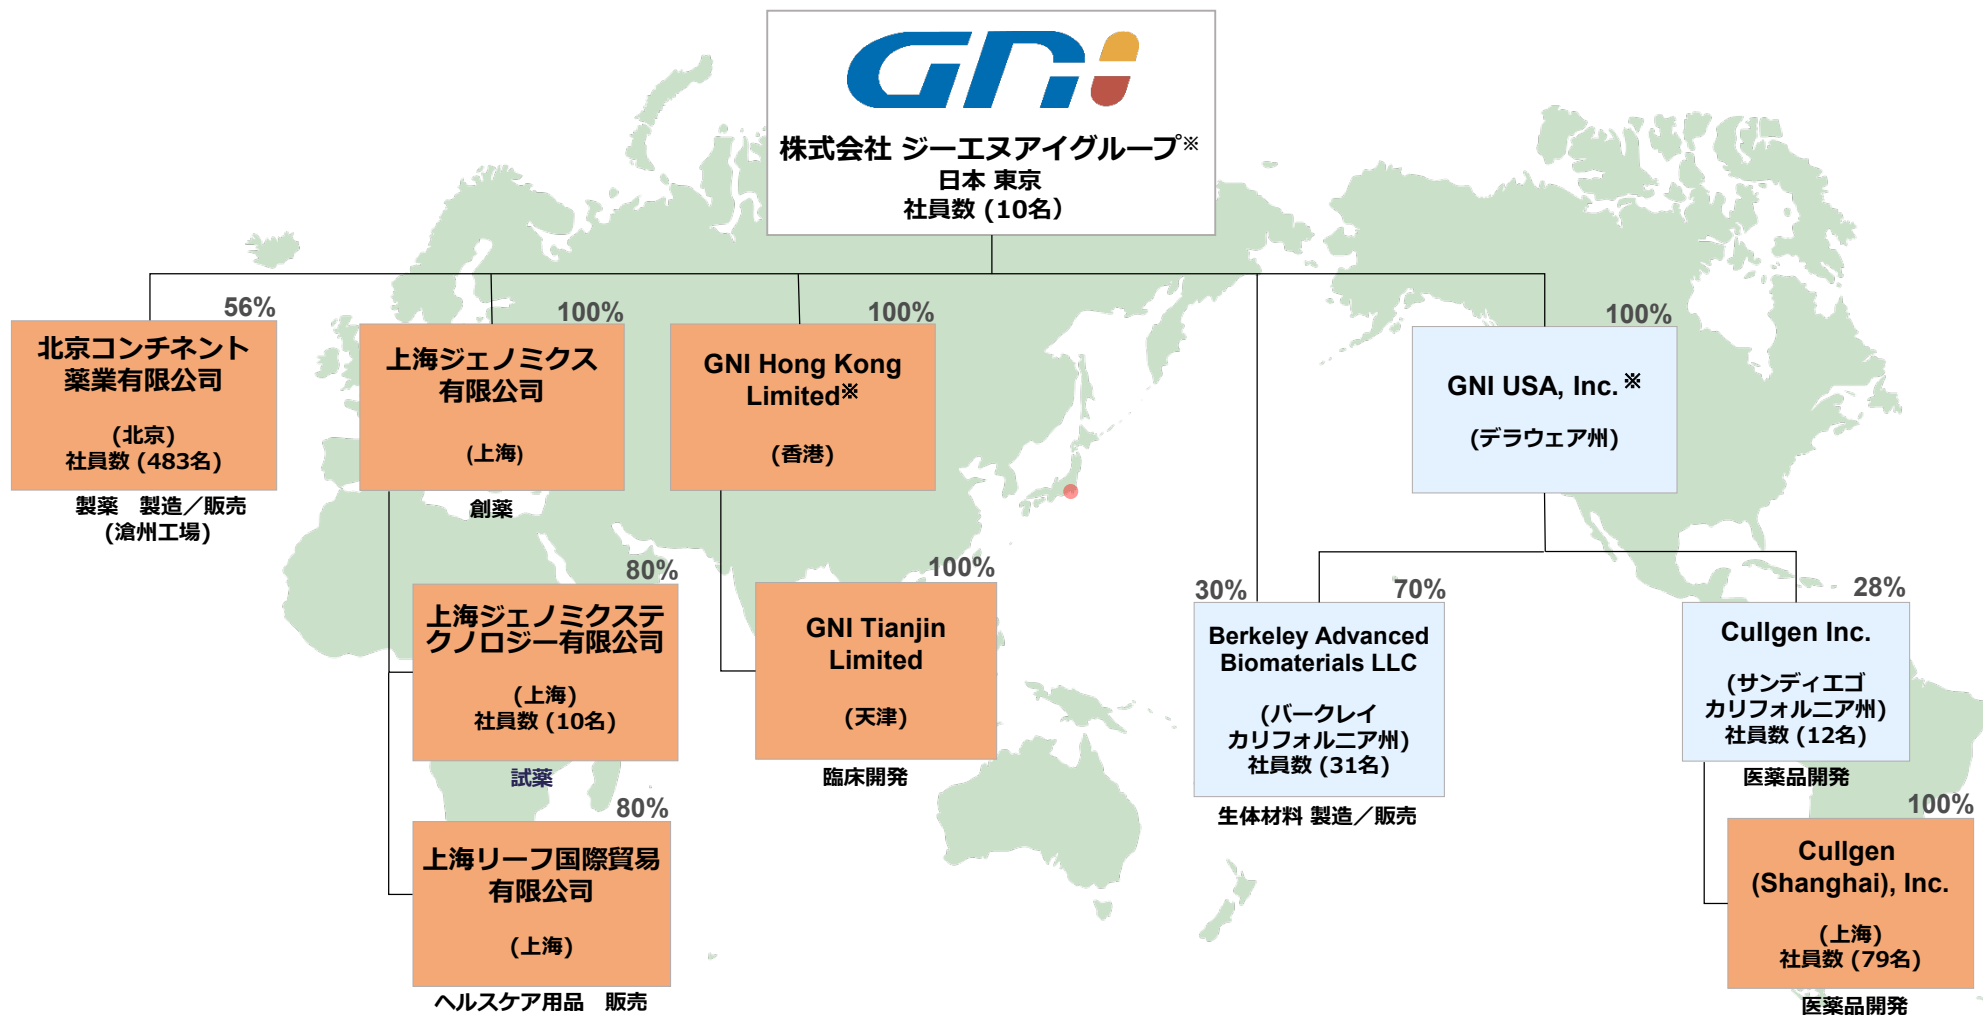 GNI
株式会社 ジーエヌアイグループ※
日本 東京
社員数 (10名）
56%
北京コンチネント
薬業有限公司
(北京)
社員数 (483名)
製薬　製造／販売
(滄州工場)
100%
上海ジェノミクス
有限公司
(上海)
創薬
100%
GNI Hong Kong
Limited※
(香港)
100%
GNI USA, Inc.※
(デラウェア州)
80%
上海ジェノミクステ
クノロジー有限公司
(上海)
社員数 (10名)
試薬
80%
上海リーフ国際貿易
有限公司
(上海)
ヘルスケア用品　販売
100%
GNI Tianjin
Limited
(天津)
臨床開発
30%
70%
Berkeley Advanced
Biomaterials LLC
(バークレイ
カリフォルニア州)
社員数 (31名)
生体材料 製造／販売
28%
Cullgen Inc.
(サンディエゴ
カリフォルニア州)
社員数 (12名)
医薬品開発
100%
Cullgen
(Shanghai), Inc.
(上海)
社員数 (79名)
医薬品開発